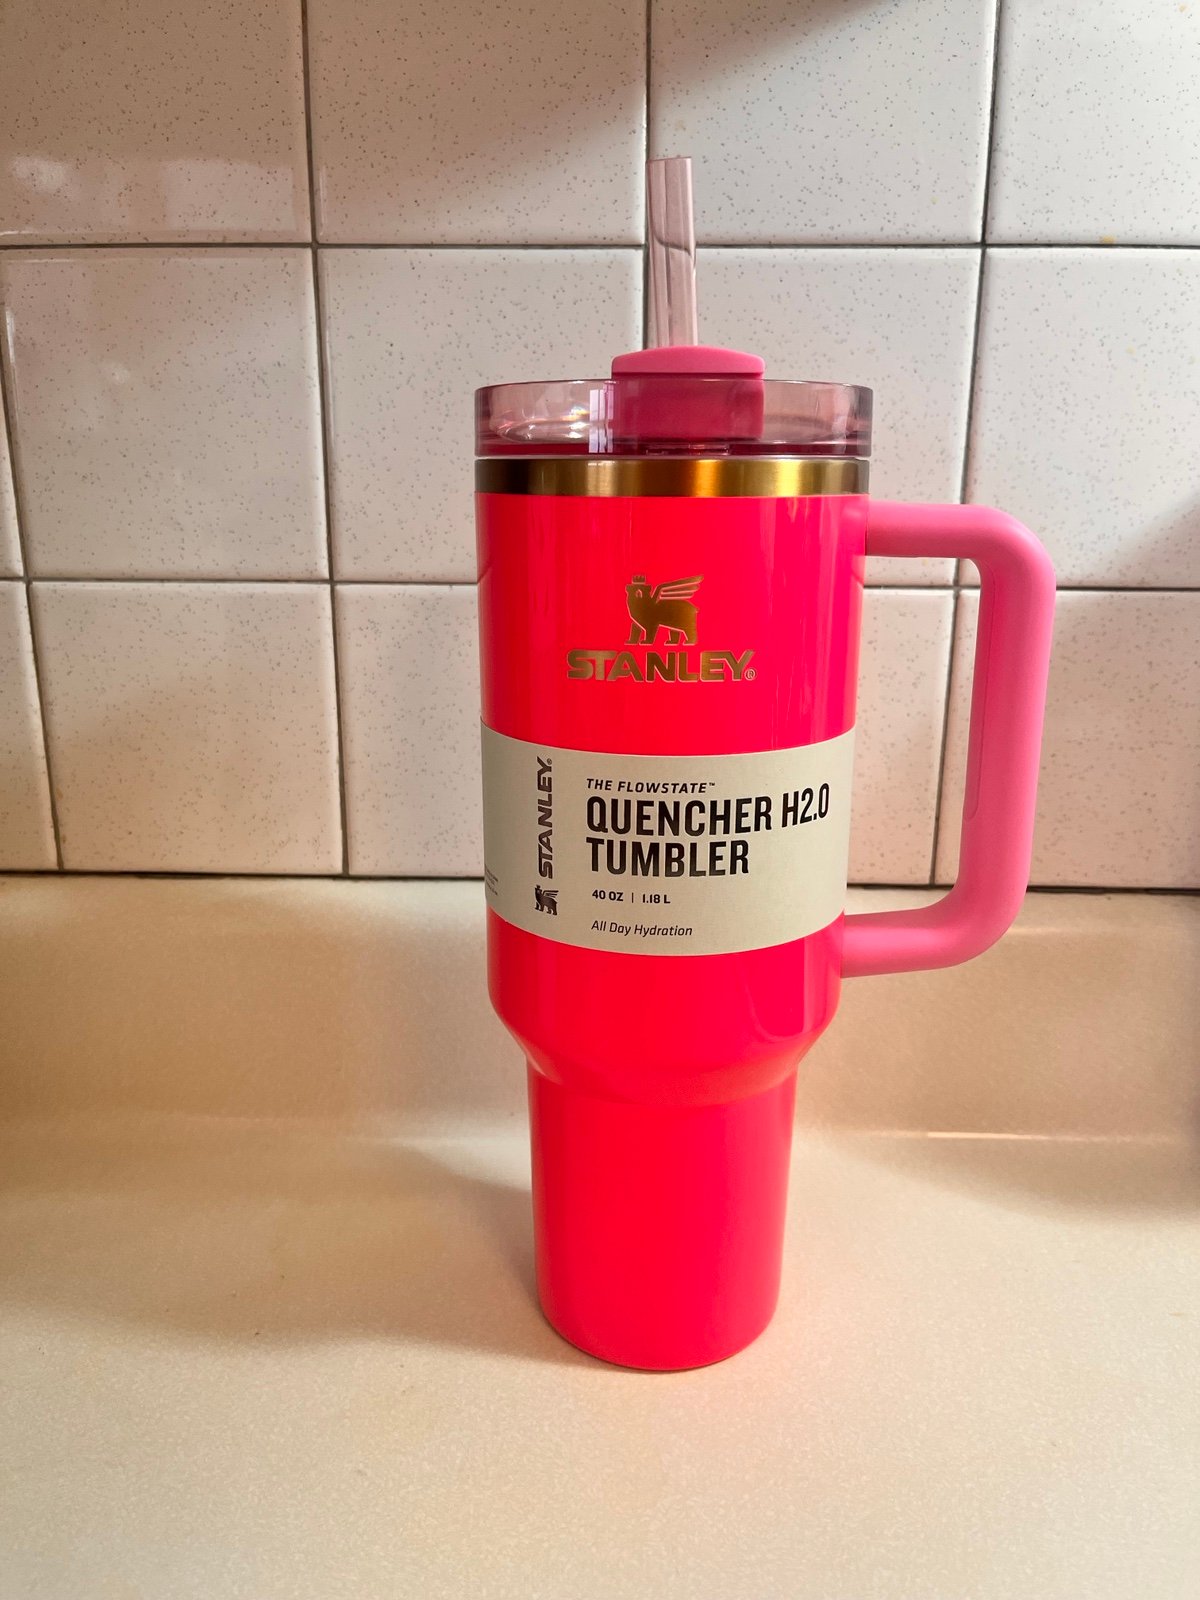 STANLEY®
STANLEY®
THE FLOWSTATE™
QUENCHER H2.0
TUMBLER
40 OZ | 1.18 L
All Day Hydration